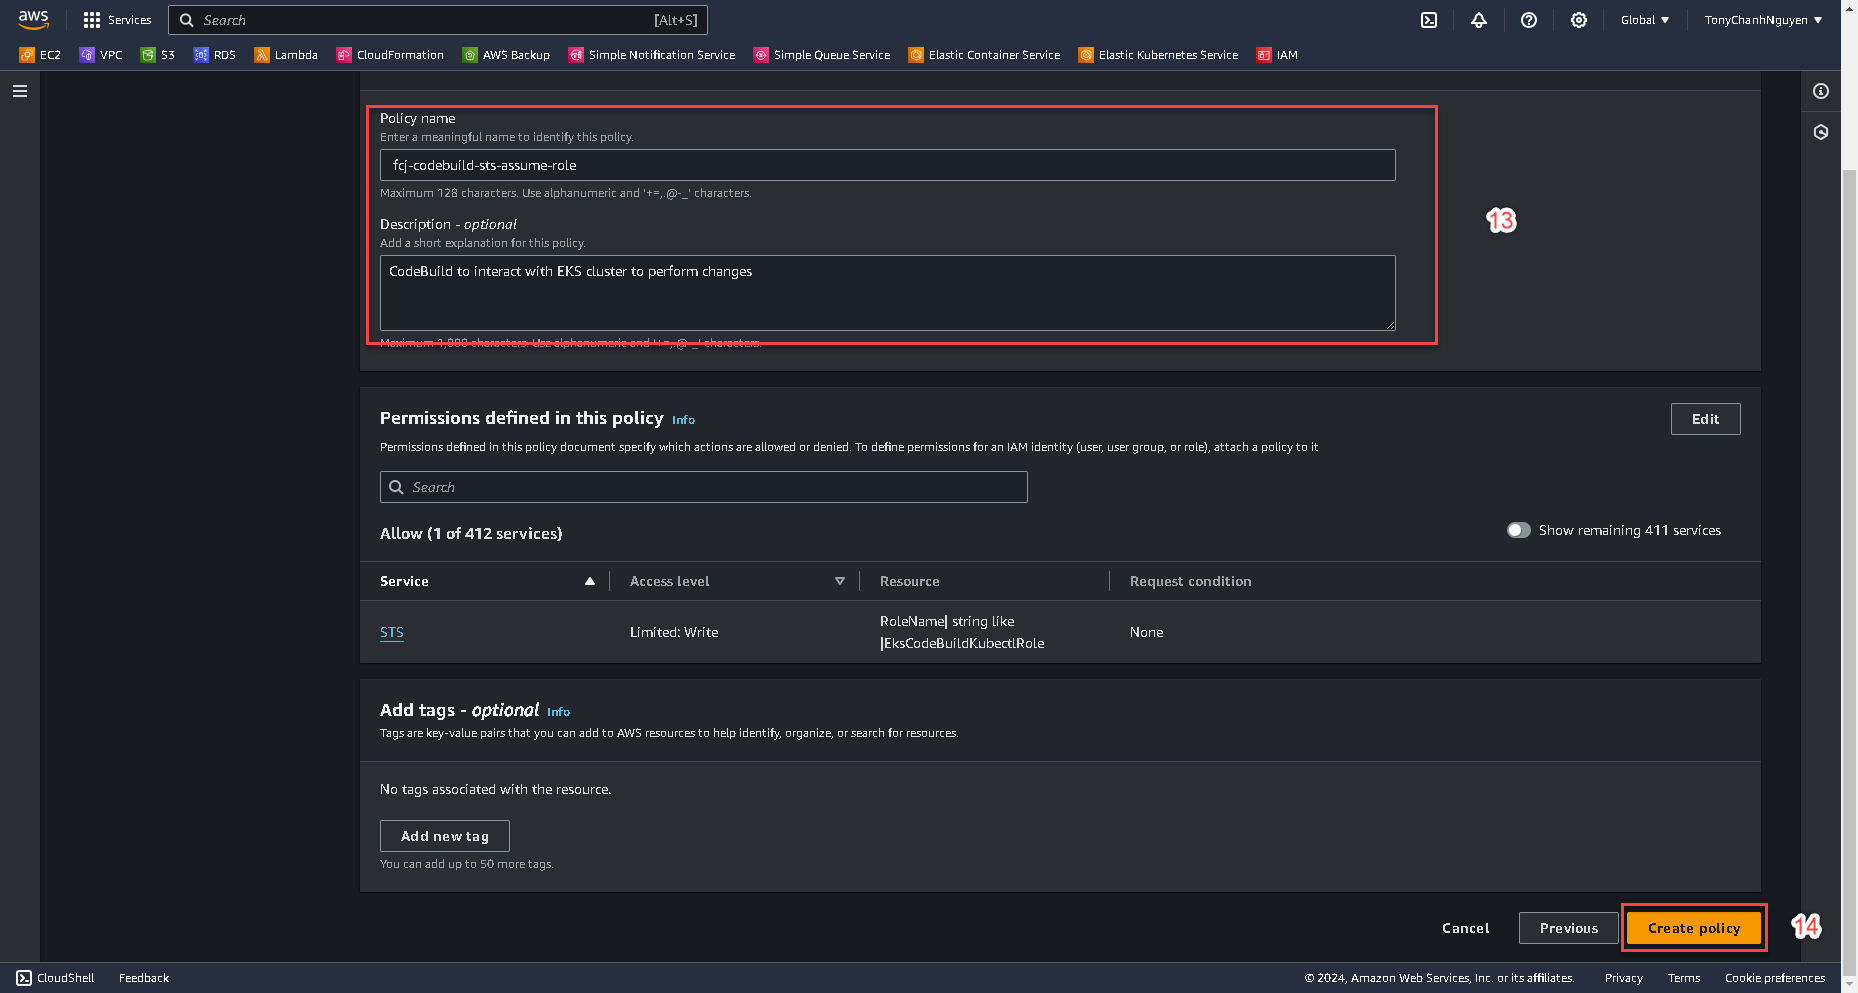 aws
Services
Search
[Alt+S]
Global ▼
TonyChanhNguyen ▼
EC2
VPC
S3
RDS
Lambda
CloudFormation
AWS Backup
Simple Notification Service
Simple Queue Service
Elastic Container Service
Elastic Kubernetes Service
IAM
Policy name
Enter a meaningful name to identify this policy.
fcj-codebuild-sts-assume-role
Maximum 128 characters. Use alphanumeric and '+=,.@-_' characters.
Description - optional
Add a short explanation for this policy.
13
CodeBuild to interact with EKS cluster to perform changes
Maximum 1,000 characters. Use alphanumeric and '+=,.@-_' characters.
Permissions defined in this policy Info
Edit
Permissions defined in this policy document specify which actions are allowed or denied. To define permissions for an IAM identity (user, user group, or role), attach a policy to it
Search
Allow (1 of 412 services)
Show remaining 411 services
Service
Access level
Resource
Request condition
STS
Limited: Write
RoleName| string like
|EksCodeBuildKubectlRole
None
Add tags - optional Info
Tags are key-value pairs that you can add to AWS resources to help identify, organize, or search for resources.
No tags associated with the resource.
Add new tag
You can add up to 50 more tags.
Cancel
Previous
Create policy
14
CloudShell
Feedback
© 2024, Amazon Web Services, Inc. or its affiliates.
Privacy
Terms
Cookie preferences